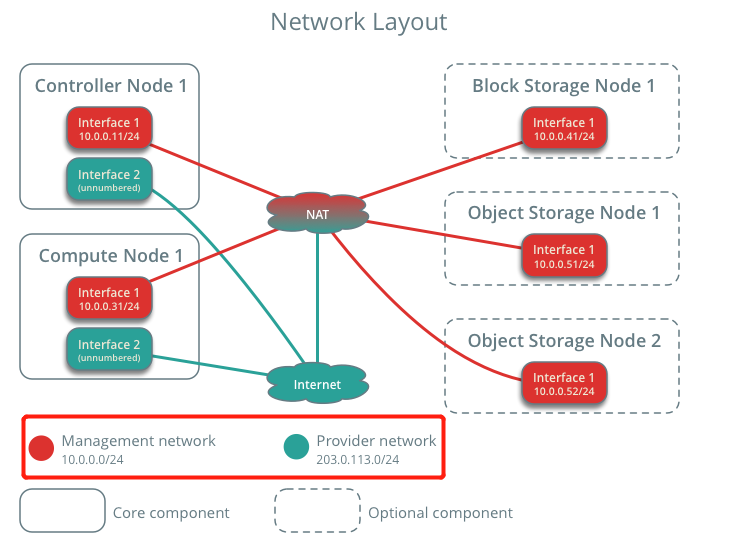 Network Layout
Controller Node 1
Interface 1
10.0.0.11/24
Interface 2
(unnumbered)
Compute Node 1
Interface 1
10.0.0.31/24
Interface 2
(unnumbered)
NAT
Internet
Block Storage Node 1
Interface 1
10.0.0.41/24
Object Storage Node 1
Interface 1
10.0.0.51/24
Object Storage Node 2
Interface 1
10.0.0.52/24
Management network
10.0.0.0/24
Provider network
203.0.113.0/24
Core component
Optional component